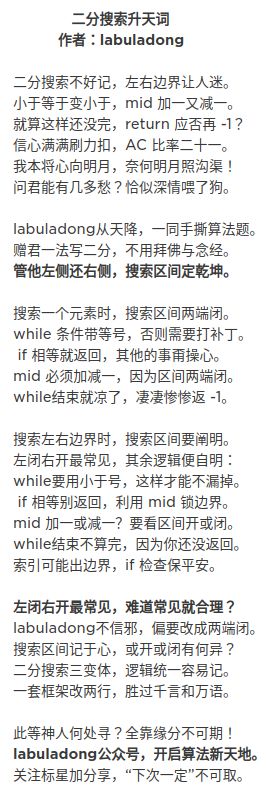 二分搜索升天词
作者：labuladong
二分搜索不好记，左右边界让人迷。
小于等于变小于，mid 加一又减一。
就算这样还没完，return 应否再 -1？
信心满满刷力扣，AC 比率二十一。
我本将心向明月，奈何明月照沟渠！
问君能有几多愁？恰似深情喂了狗。
labuladong从天降，一同手撕算法题。
赠君一法写二分，不用拜佛与念经。
管他左侧还右侧，搜索区间定乾坤。
搜索一个元素时，搜索区间两端闭。
while 条件带等号，否则需要打补丁。
if 相等就返回，其他的事甭操心。
mid 必须加减一，因为区间两端闭。
while结束就凉了，凄凄惨惨返 -1。
搜索左右边界时，搜索区间要阐明。
左闭右开最常见，其余逻辑便自明：
while要用小于号，这样才能不漏掉。
if 相等别返回，利用 mid 锁边界。
mid 加一或减一？要看区间开或闭。
while结束不算完，因为你还没返回。
索引可能出边界，if 检查保平安。
左闭右开最常见，难道常见就合理？
labuladong不信邪，偏要改成两端闭。
搜索区间记于心，或开或闭有何异？
二分搜索三变体，逻辑统一容易记。
一套框架改两行，胜过千言和万语。
此等神人何处寻？全靠缘分不可期！
labuladong公众号，开启算法新天地。
关注标星加分享，“下次一定”不可取。